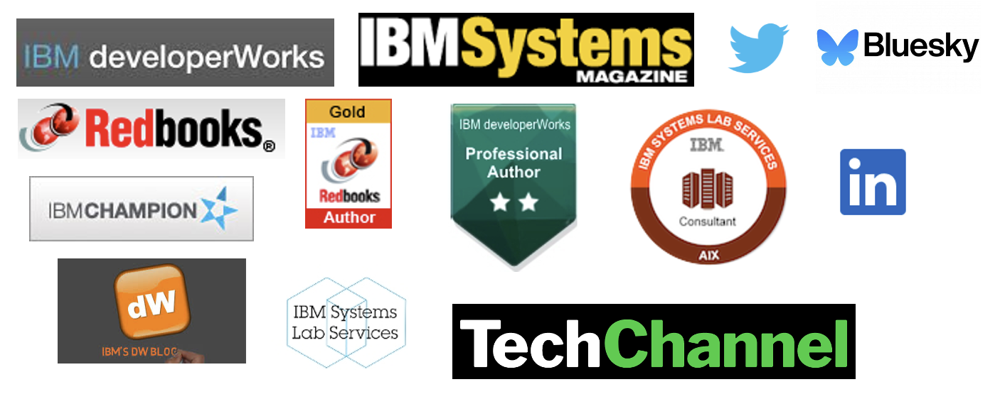 IBM developerWorks
IBMSystems
MAGAZINE
Bluesky
Redbooks®
Gold
IBM
Redbooks
Author
IBM developerWorks
Professional
Author
IBM SYSTEMS LAB SERVICES
IBM
Consultant
AIX
in
IBMCHAMPION
dW
IBM'S DW BLOG
IBM Systems
Lab Services
TechChannel